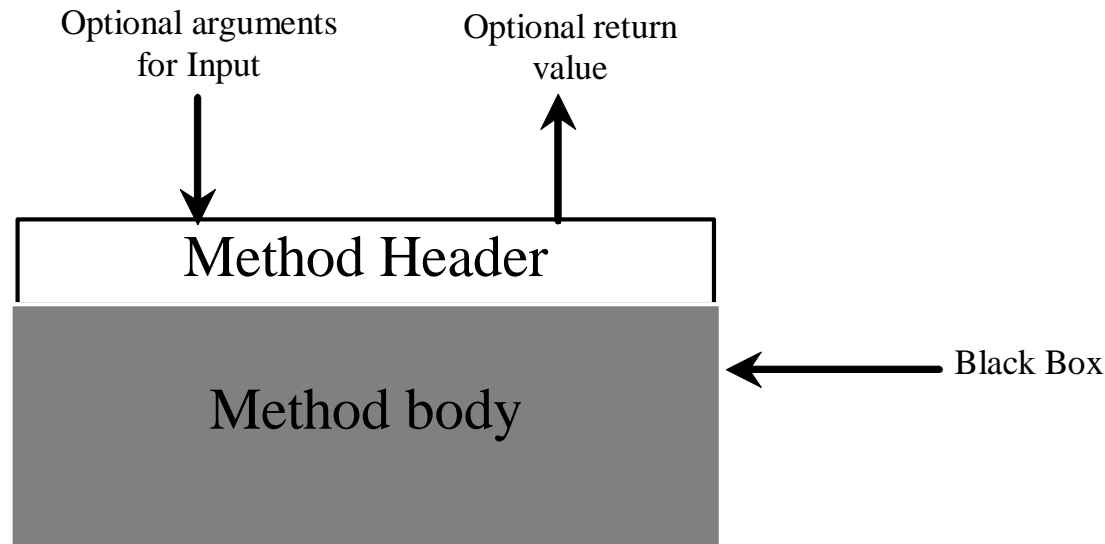 Optional arguments
for Input
Optional return
value
Method Header
Black Box
Method body